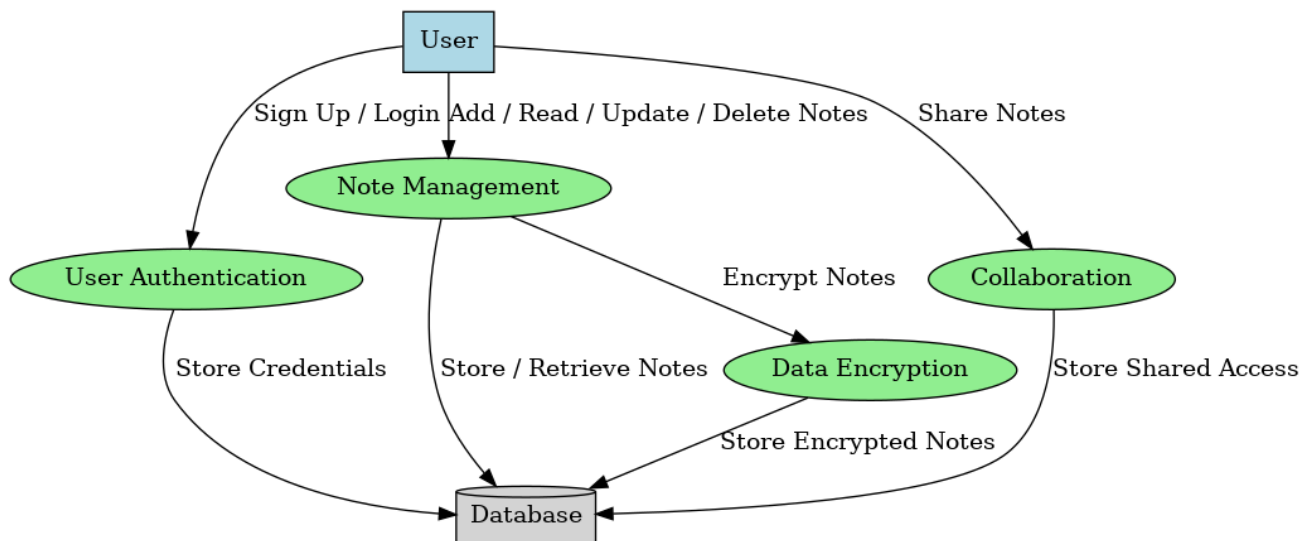 User
Sign Up / Login
Add / Read / Update / Delete Notes
Share Notes
Note Management
User Authentication
Encrypt Notes
Collaboration
Store Credentials
Store / Retrieve Notes
Data Encryption
Store Shared Access
Store Encrypted Notes
Database